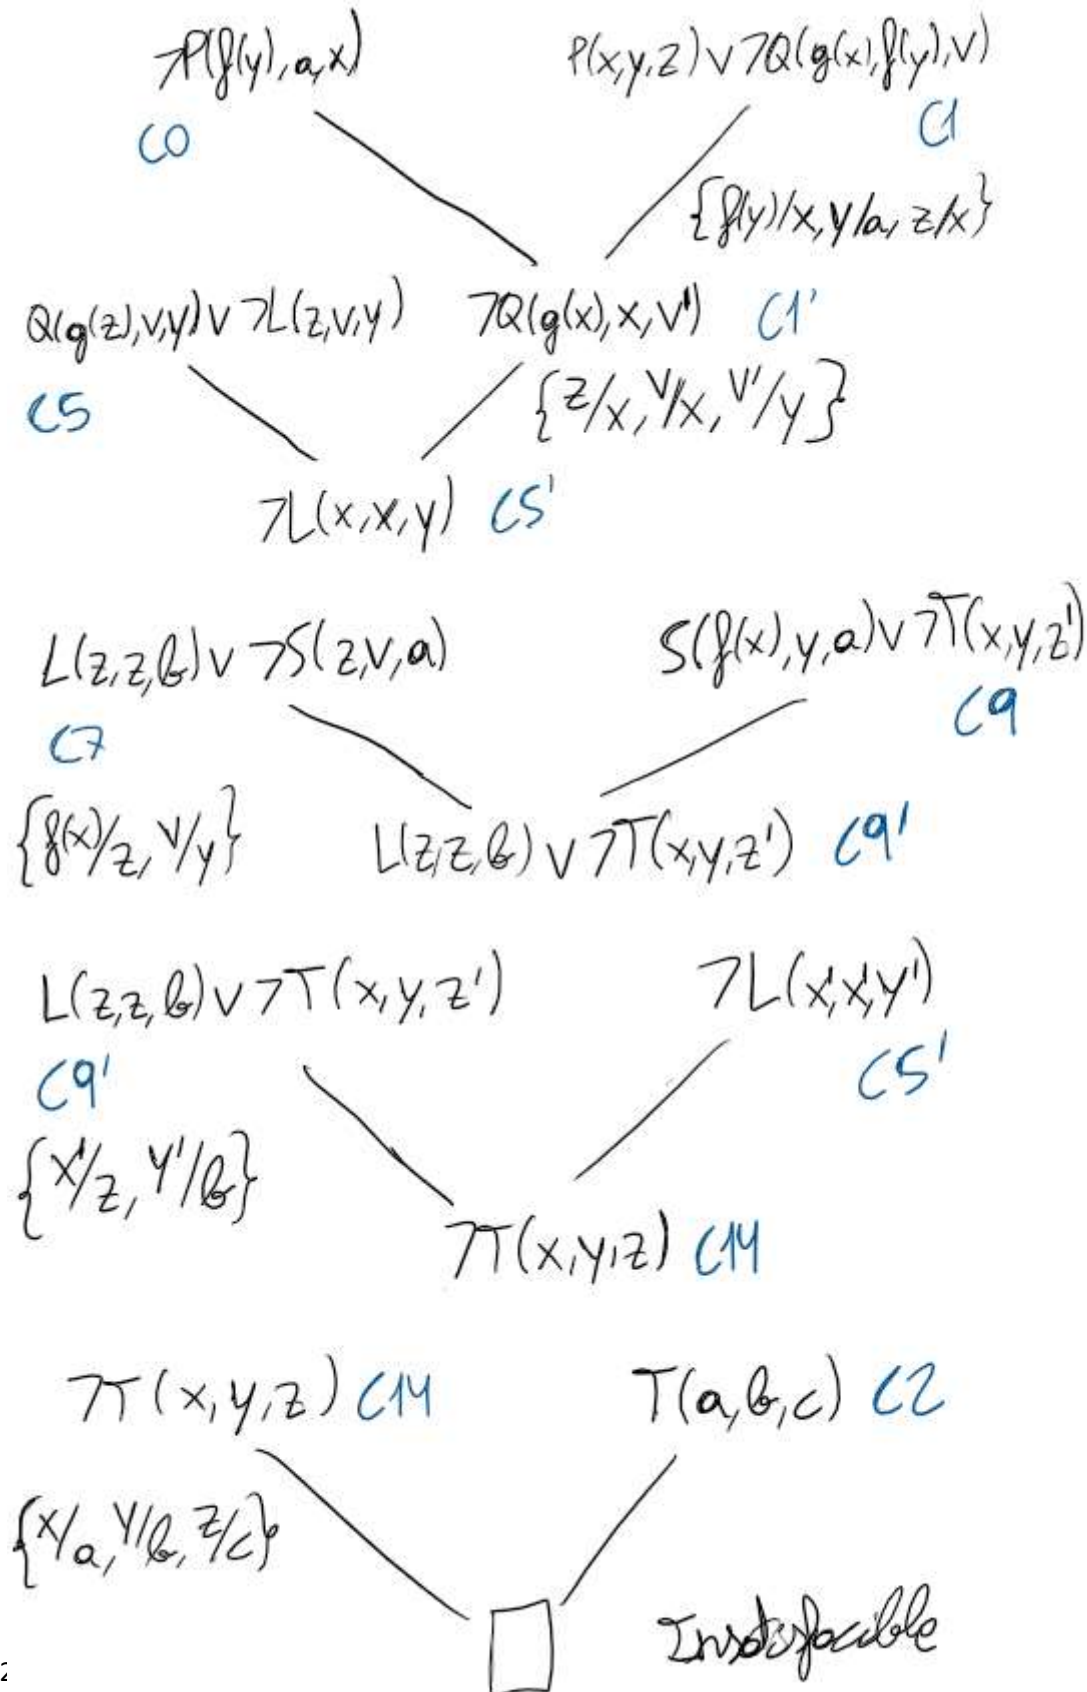 ¬P(f(y),a,x) P(x,y,z) ∨ ¬Q(g(x),f(y),v)
C0 C1
{f(y)/x, y/a, z/x}
Q(g(z),v,y) ∨ ¬L(z,v,y) ¬Q(g(x),x,v') C1'
C5 {z/x, v/x, v'/y}
¬L(x,x,y) C5'
L(z,z,b) ∨ ¬S(z,v,a) S(f(x),y,a) ∨ ¬T(x,y,z')
C7 C9
{f(x)/z, v/y} L(z,z,b) ∨ ¬T(x,y,z') C9'
L(z,z,b) ∨ ¬T(x,y,z') ¬L(x',x',y')
C9' C5'
{x'/z, y'/b}
¬T(x,y,z) C14
¬T(x,y,z) C14 T(a,b,c) C2
{x/a, y/b, z/c}
Insatisfacible